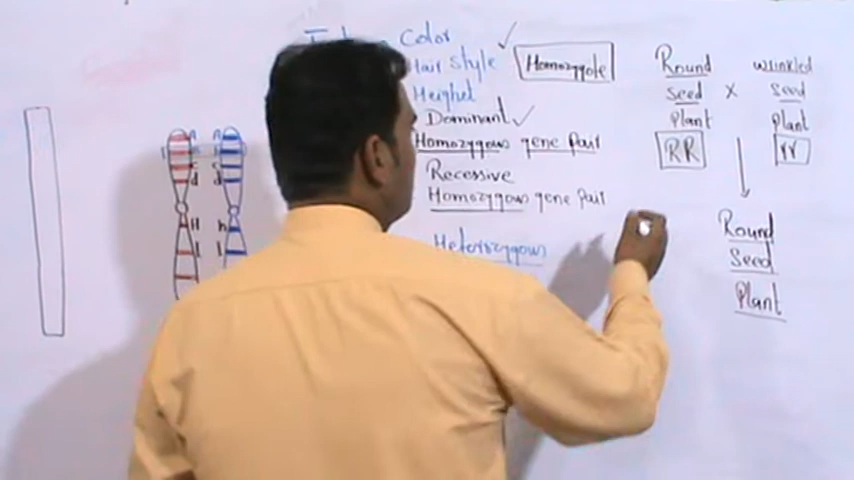 Color
Hair Style
Heighel
Homozygote
Dominant
Homozygous gene Pair
Recessive
Homozygous gene Pair
Heterozygous
Round
seed
Plant
RR
x
wrinkled
Seed
Plant
rr
Round
Seed
Plant